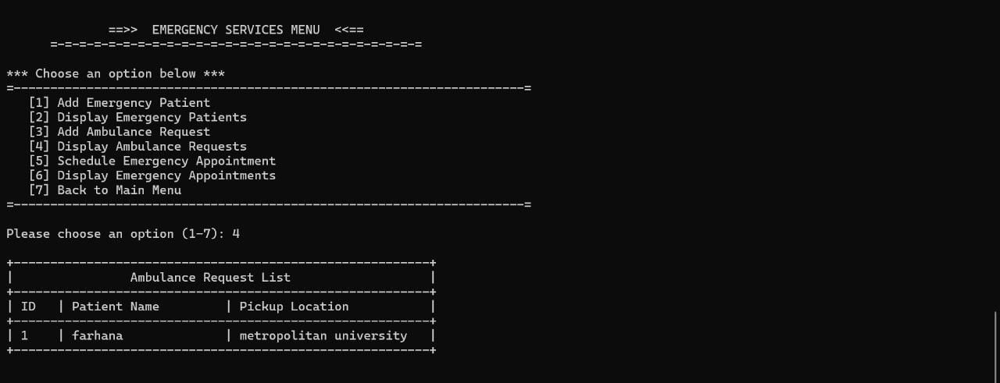 ==>>  EMERGENCY SERVICES MENU  <<==
=-=-=-=-=-=-=-=-=-=-=-=-=-=-=-=-=-=-=-=-=-=-=-=-=-=
*** Choose an option below ***
=----------------------------------------------------------------------=
[1] Add Emergency Patient
[2] Display Emergency Patients
[3] Add Ambulance Request
[4] Display Ambulance Requests
[5] Schedule Emergency Appointment
[6] Display Emergency Appointments
[7] Back to Main Menu
=----------------------------------------------------------------------=
Please choose an option (1-7): 4
+---------------------------------------------------------+
|                Ambulance Request List                   |
+---------------------------------------------------------+
| ID   | Patient Name         | Pickup Location           |
+---------------------------------------------------------+
| 1    | farhana              | metropolitan university   |
+---------------------------------------------------------+